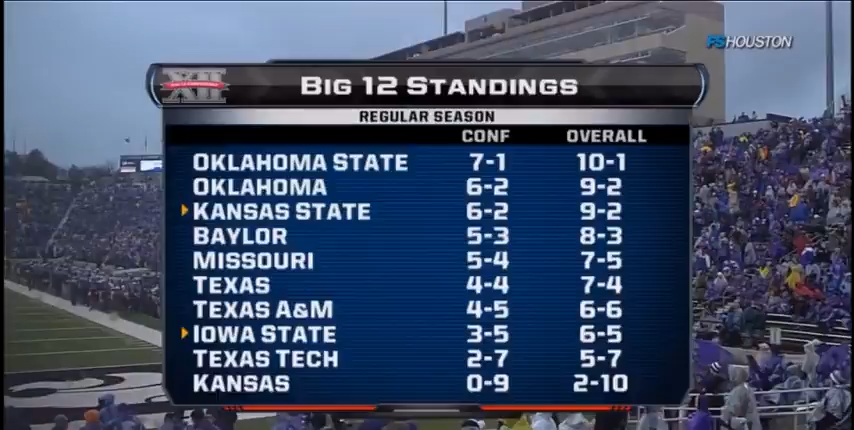 FSHOUSTON
XII
BIG 12 STANDINGS
REGULAR SEASON
CONF OVERALL
OKLAHOMA STATE 7-1 10-1
OKLAHOMA 6-2 9-2
KANSAS STATE 6-2 9-2
BAYLOR 5-3 8-3
MISSOURI 5-4 7-5
TEXAS 4-4 7-4
TEXAS A&M 4-5 6-6
IOWA STATE 3-5 6-5
TEXAS TECH 2-7 5-7
KANSAS 0-9 2-10